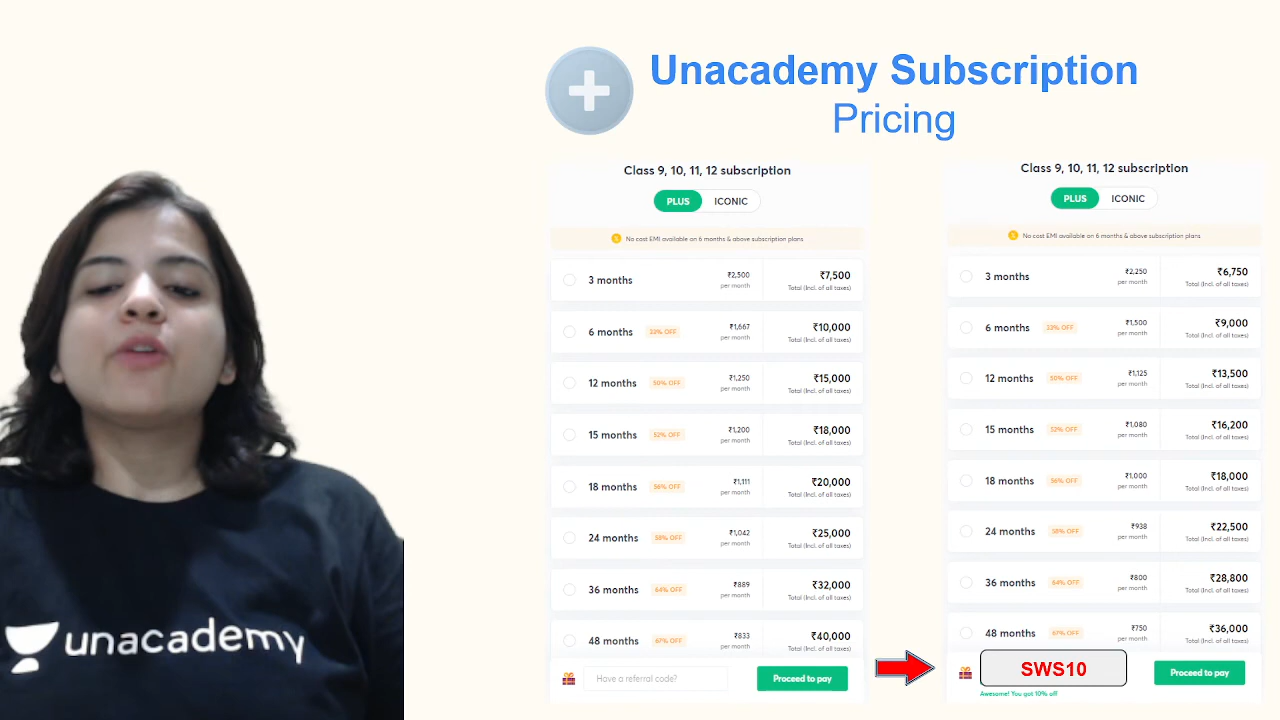 Unacademy Subscription
Pricing
Class 9, 10, 11, 12 subscription
PLUS ICONIC
No cost EMI available on 6 months & above subscription plans
3 months ₹2,500 per month ₹7,500 Total (Incl. of all taxes)
6 months 33% OFF ₹1,667 per month ₹10,000 Total (Incl. of all taxes)
12 months 50% OFF ₹1,250 per month ₹15,000 Total (Incl. of all taxes)
15 months 52% OFF ₹1,200 per month ₹18,000 Total (Incl. of all taxes)
18 months 56% OFF ₹1,111 per month ₹20,000 Total (Incl. of all taxes)
24 months 58% OFF ₹1,042 per month ₹25,000 Total (Incl. of all taxes)
36 months 64% OFF ₹889 per month ₹32,000 Total (Incl. of all taxes)
48 months 67% OFF ₹833 per month ₹40,000 Total (Incl. of all taxes)
Have a referral code? Proceed to pay
Class 9, 10, 11, 12 subscription
PLUS ICONIC
No cost EMI available on 6 months & above subscription plans
3 months ₹2,250 per month ₹6,750 Total (Incl. of all taxes)
6 months 33% OFF ₹1,500 per month ₹9,000 Total (Incl. of all taxes)
12 months 50% OFF ₹1,125 per month ₹13,500 Total (Incl. of all taxes)
15 months 52% OFF ₹1,080 per month ₹16,200 Total (Incl. of all taxes)
18 months 56% OFF ₹1,000 per month ₹18,000 Total (Incl. of all taxes)
24 months 58% OFF ₹938 per month ₹22,500 Total (Incl. of all taxes)
36 months 64% OFF ₹800 per month ₹28,800 Total (Incl. of all taxes)
48 months 67% OFF ₹750 per month ₹36,000 Total (Incl. of all taxes)
SWS10 Proceed to pay
Awesome! You got 10% off
unacademy